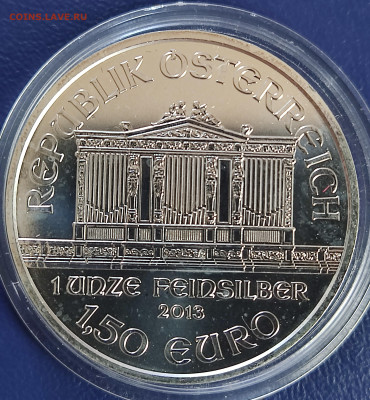 COINS.LAVE.RU
REPUBLIK ÖSTERREICH
1 UNZE FEINSILBER
2013
1,50 EURO